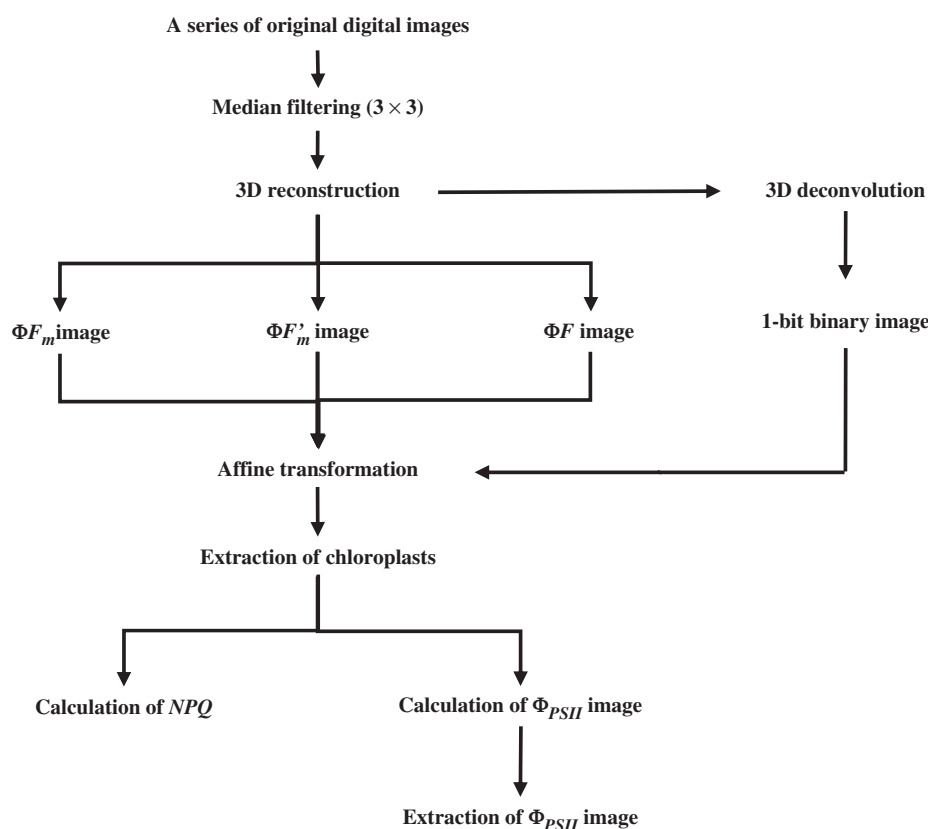 A series of original digital images
Median filtering (3 × 3)
3D reconstruction
3D deconvolution
ΦFm image
ΦF’m image
ΦF image
1-bit binary image
Affine transformation
Extraction of chloroplasts
Calculation of NPQ
Calculation of ΦPSII image
Extraction of ΦPSII image